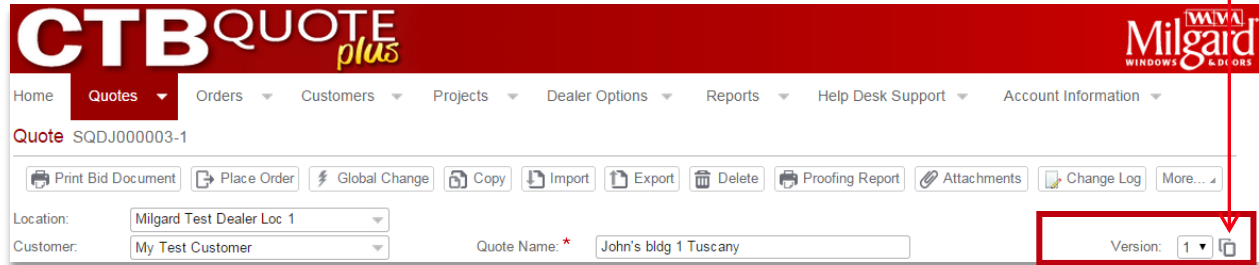 CTBQUOTE plus
Milgard
WINDOWS & DOORS
Home Quotes Orders Customers Projects Dealer Options Reports Help Desk Support Account Information
Quote SQDJ000003-1
Print Bid Document Place Order Global Change Copy Import Export Delete Proofing Report Attachments Change Log More...
Location: Milgard Test Dealer Loc 1
Customer: My Test Customer Quote Name: * John's bldg 1 Tuscany Version: 1